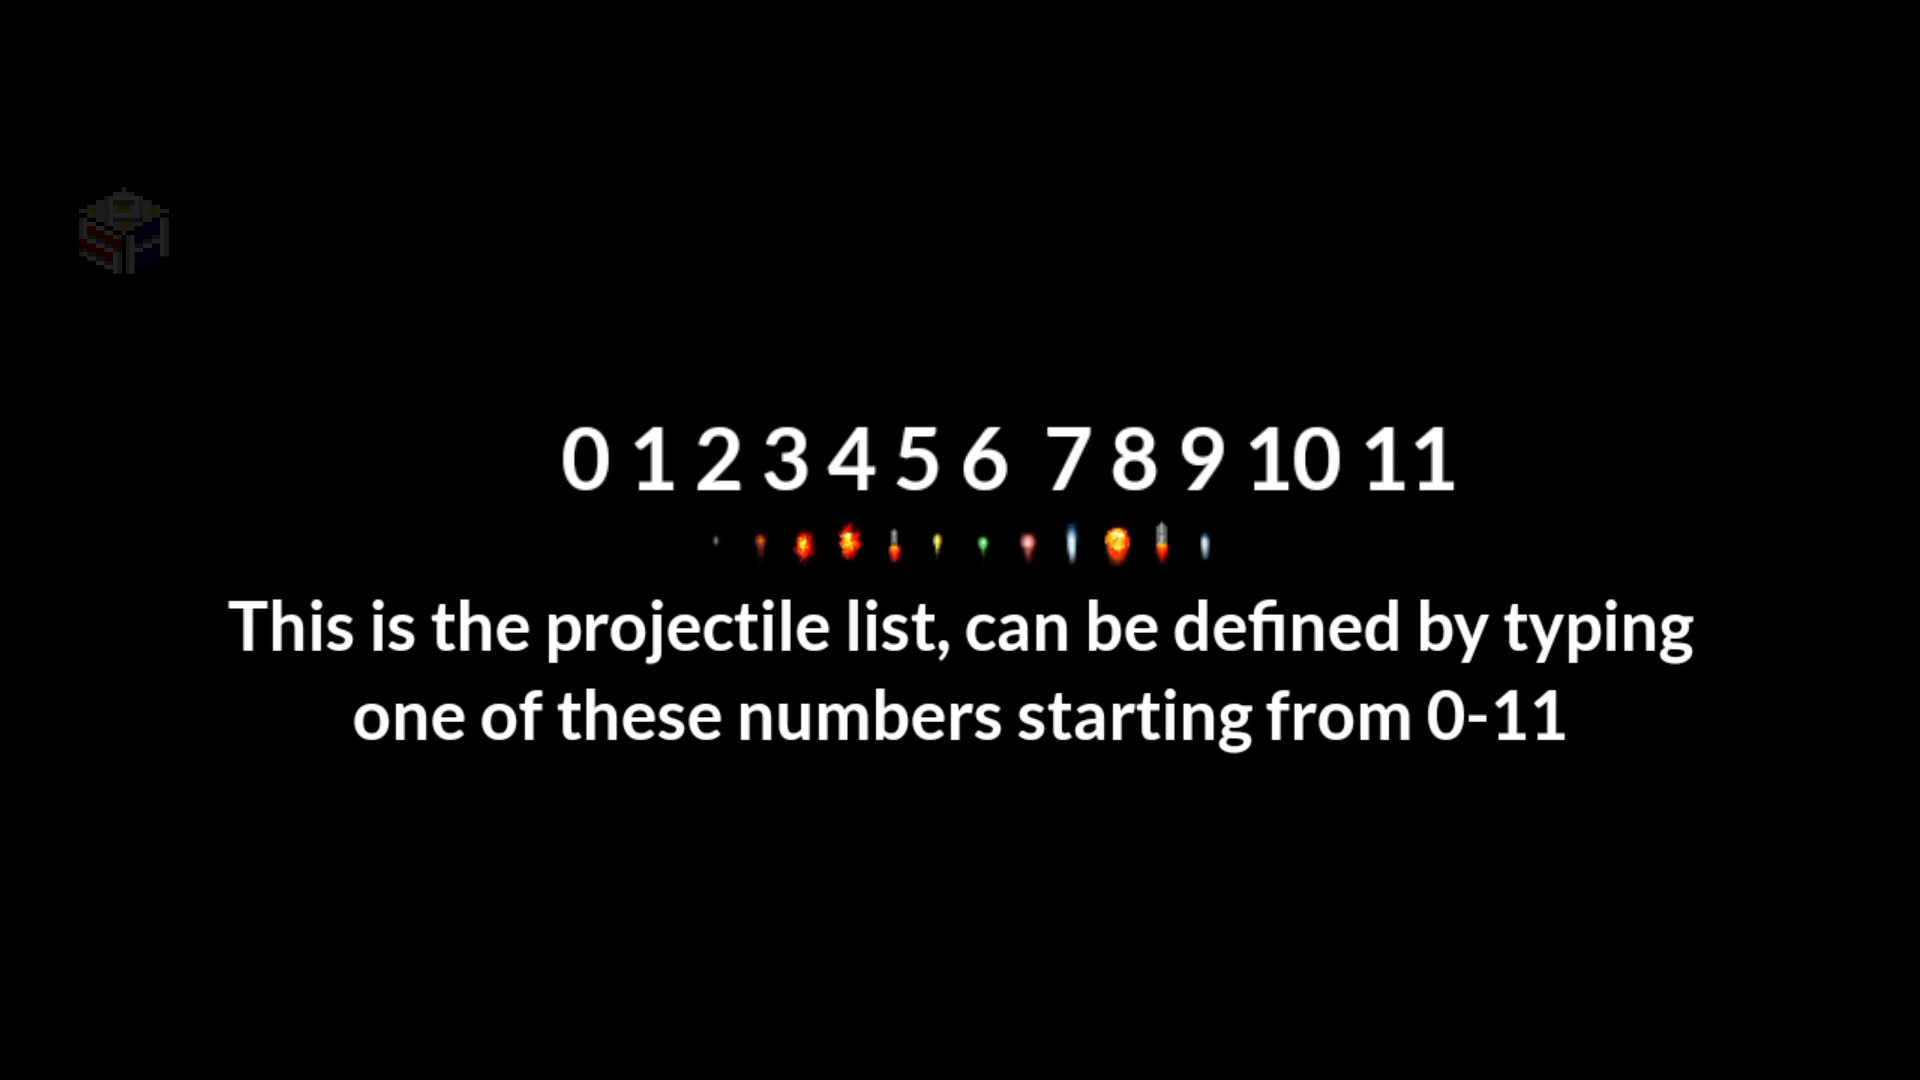 0 1 2 3 4 5 6 7 8 9 10 11
This is the projectile list, can be defined by typing
one of these numbers starting from 0-11